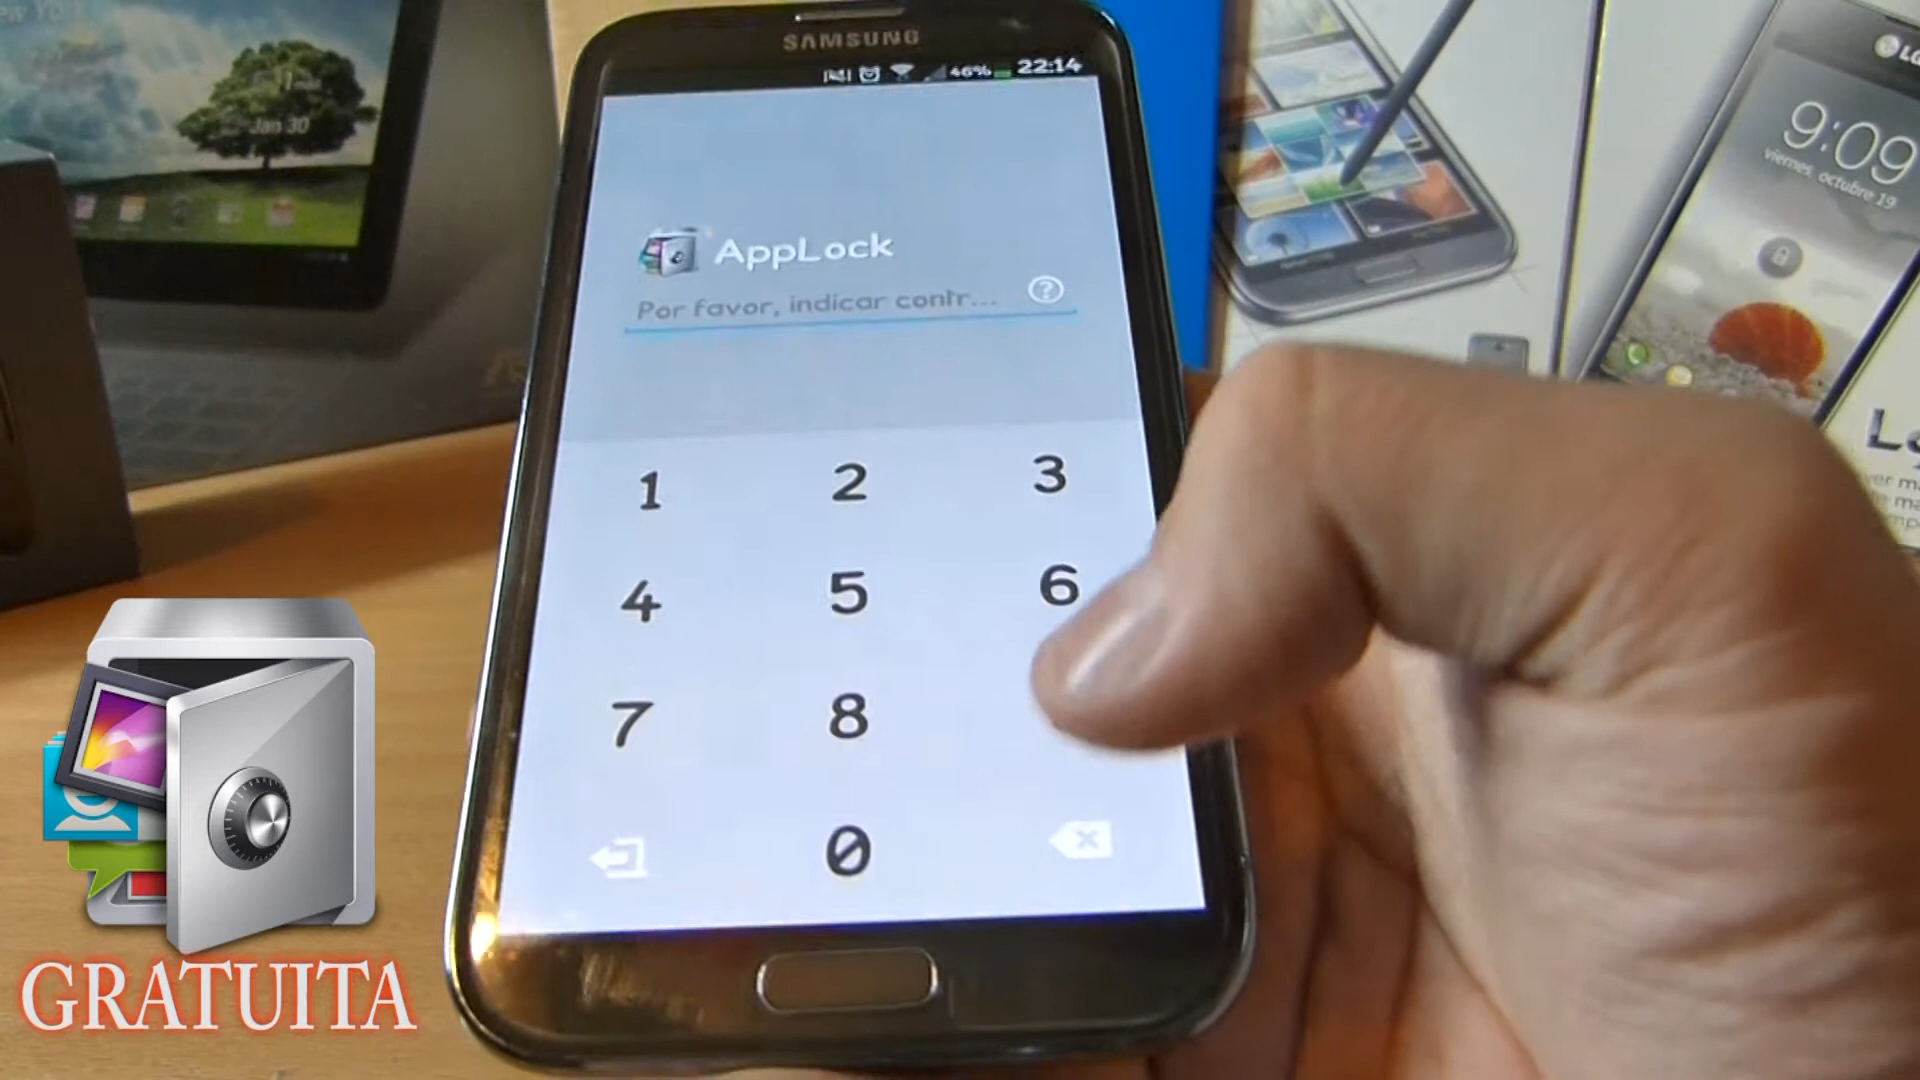 SAMSUNG
46% 22:14
AppLock
Por favor, indicar contr...
1 2 3
4 5 6
7 8
0
GRATUITA
Jan 30
9:09
viernes, octubre 19
LG